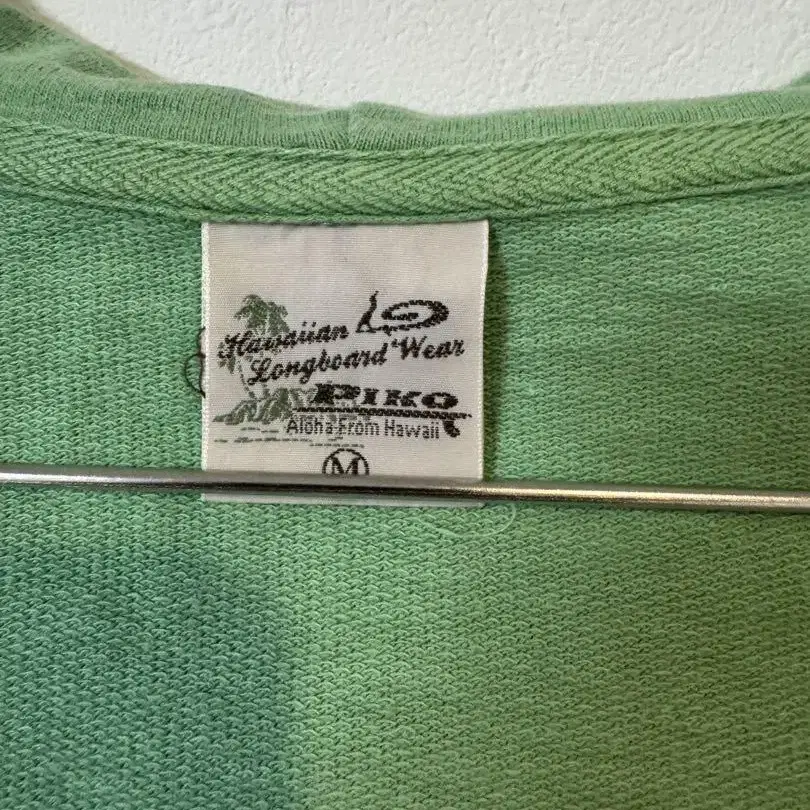 Hawaiian
Longboard Wear
PIKO
Aloha From Hawaii
M